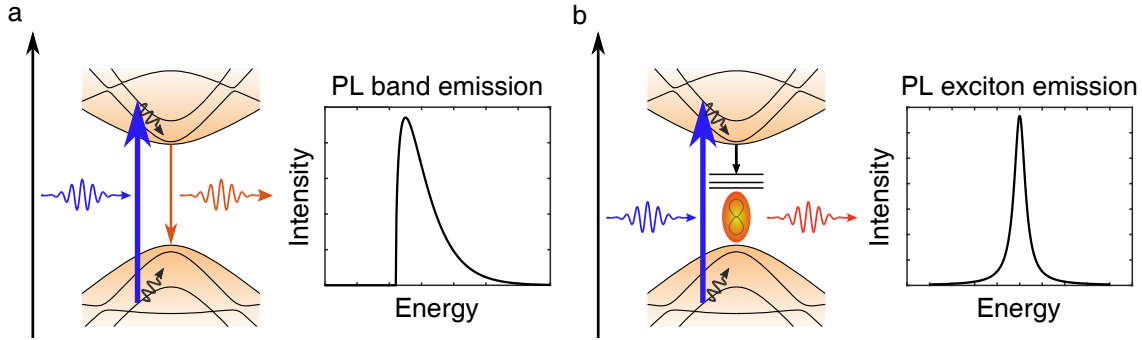 a
PL band emission
Intensity
Energy
b
PL exciton emission
Intensity
Energy